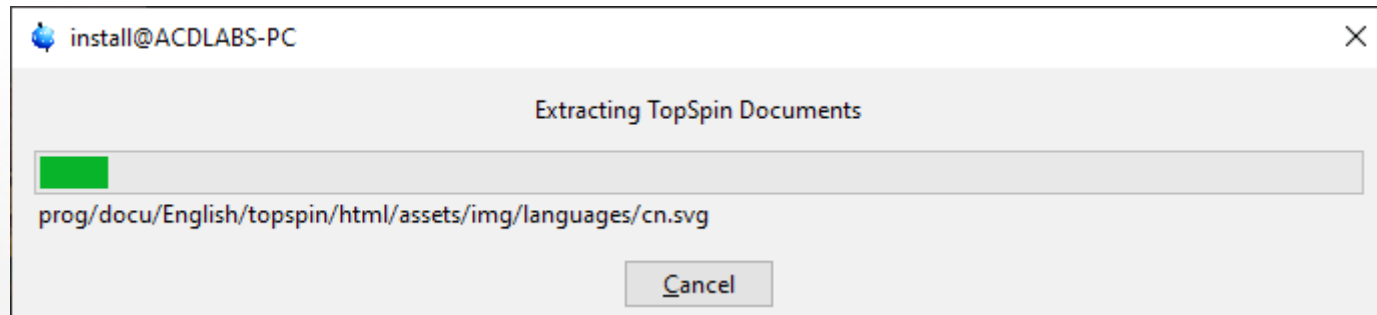 install@ACDLABS-PC
Extracting TopSpin Documents
prog/docu/English/topspin/html/assets/img/languages/cn.svg
Cancel